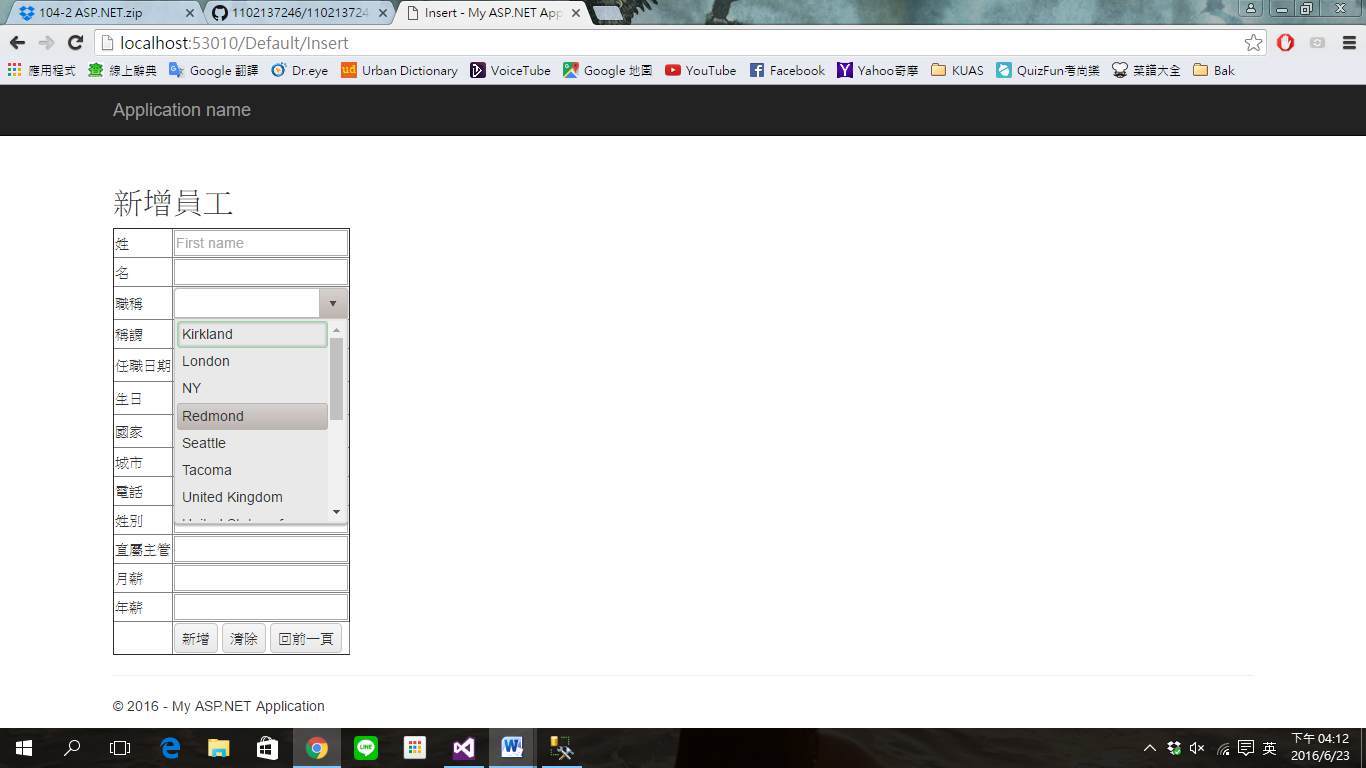 104-2 ASP.NET.zip
1102137246/110213724
Insert - My ASP.NET App
localhost:53010/Default/Insert
應用程式 線上辭典 Google 翻譯 Dr.eye Urban Dictionary VoiceTube Google 地圖 YouTube Facebook Yahoo奇摩 KUAS QuizFun考尚樂 菜譜大全 Bak
Application name
新增員工
姓 First name
名
職稱
稱謂
任職日期
生日
國家
城市
電話
姓別
直屬主管
月薪
年薪
Kirkland
London
NY
Redmond
Seattle
Tacoma
United Kingdom
新增 清除 回前一頁
© 2016 - My ASP.NET Application
英
下午 04:12
2016/6/23